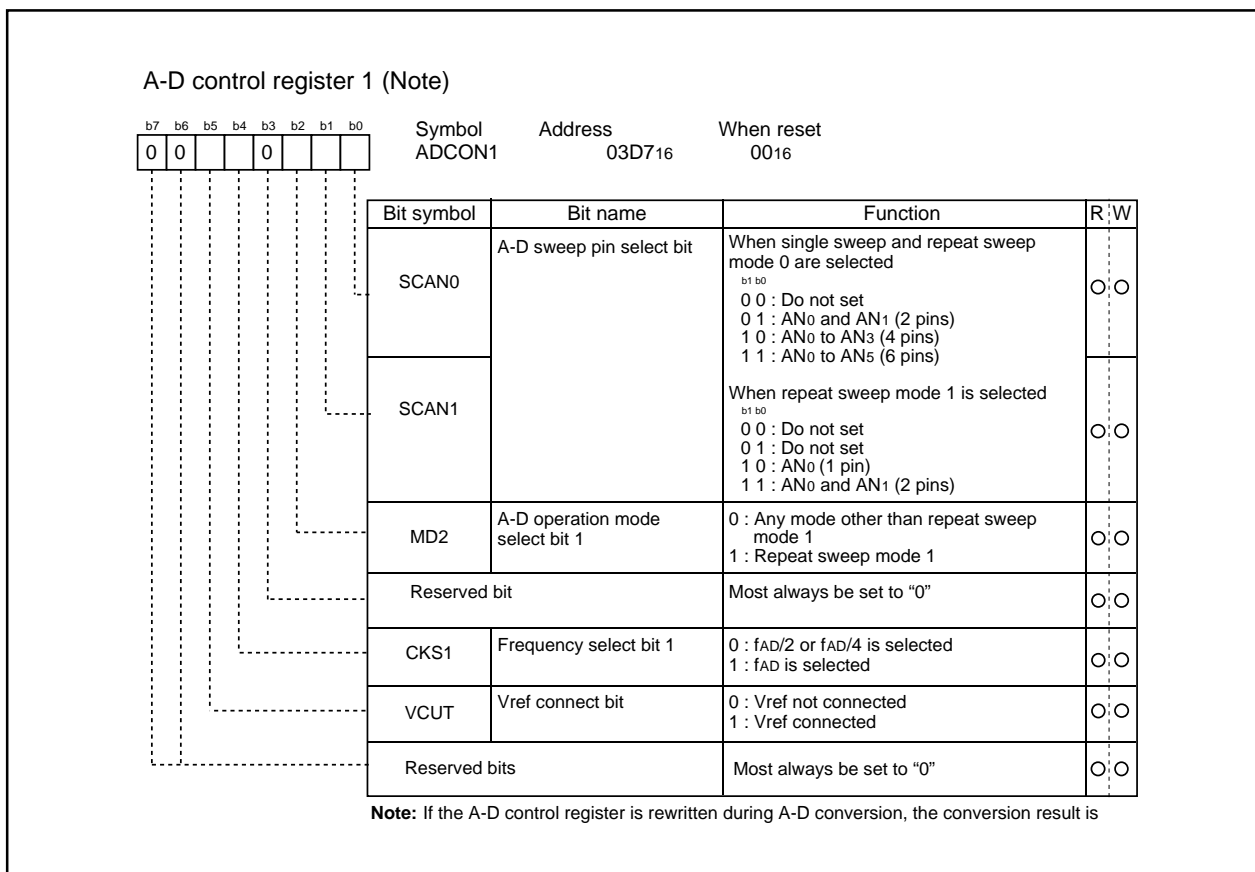 A-D control register 1 (Note)
b7 b6 b5 b4 b3 b2 b1 b0
0 0 0
Symbol Address When reset
ADCON1 03D716 0016
Bit symbol Bit name Function R W
SCAN0
A-D sweep pin select bit
When single sweep and repeat sweep
mode 0 are selected
b1 b0
0 0 : Do not set
0 1 : AN0 and AN1 (2 pins)
1 0 : AN0 to AN3 (4 pins)
1 1 : AN0 to AN5 (6 pins)
SCAN1
When repeat sweep mode 1 is selected
b1 b0
0 0 : Do not set
0 1 : Do not set
1 0 : AN0 (1 pin)
1 1 : AN0 and AN1 (2 pins)
MD2
A-D operation mode
select bit 1
0 : Any mode other than repeat sweep
mode 1
1 : Repeat sweep mode 1
Reserved bit
Most always be set to “0”
CKS1
Frequency select bit 1
0 : fAD/2 or fAD/4 is selected
1 : fAD is selected
VCUT
Vref connect bit
0 : Vref not connected
1 : Vref connected
Reserved bits
Most always be set to “0”
Note: If the A-D control register is rewritten during A-D conversion, the conversion result is